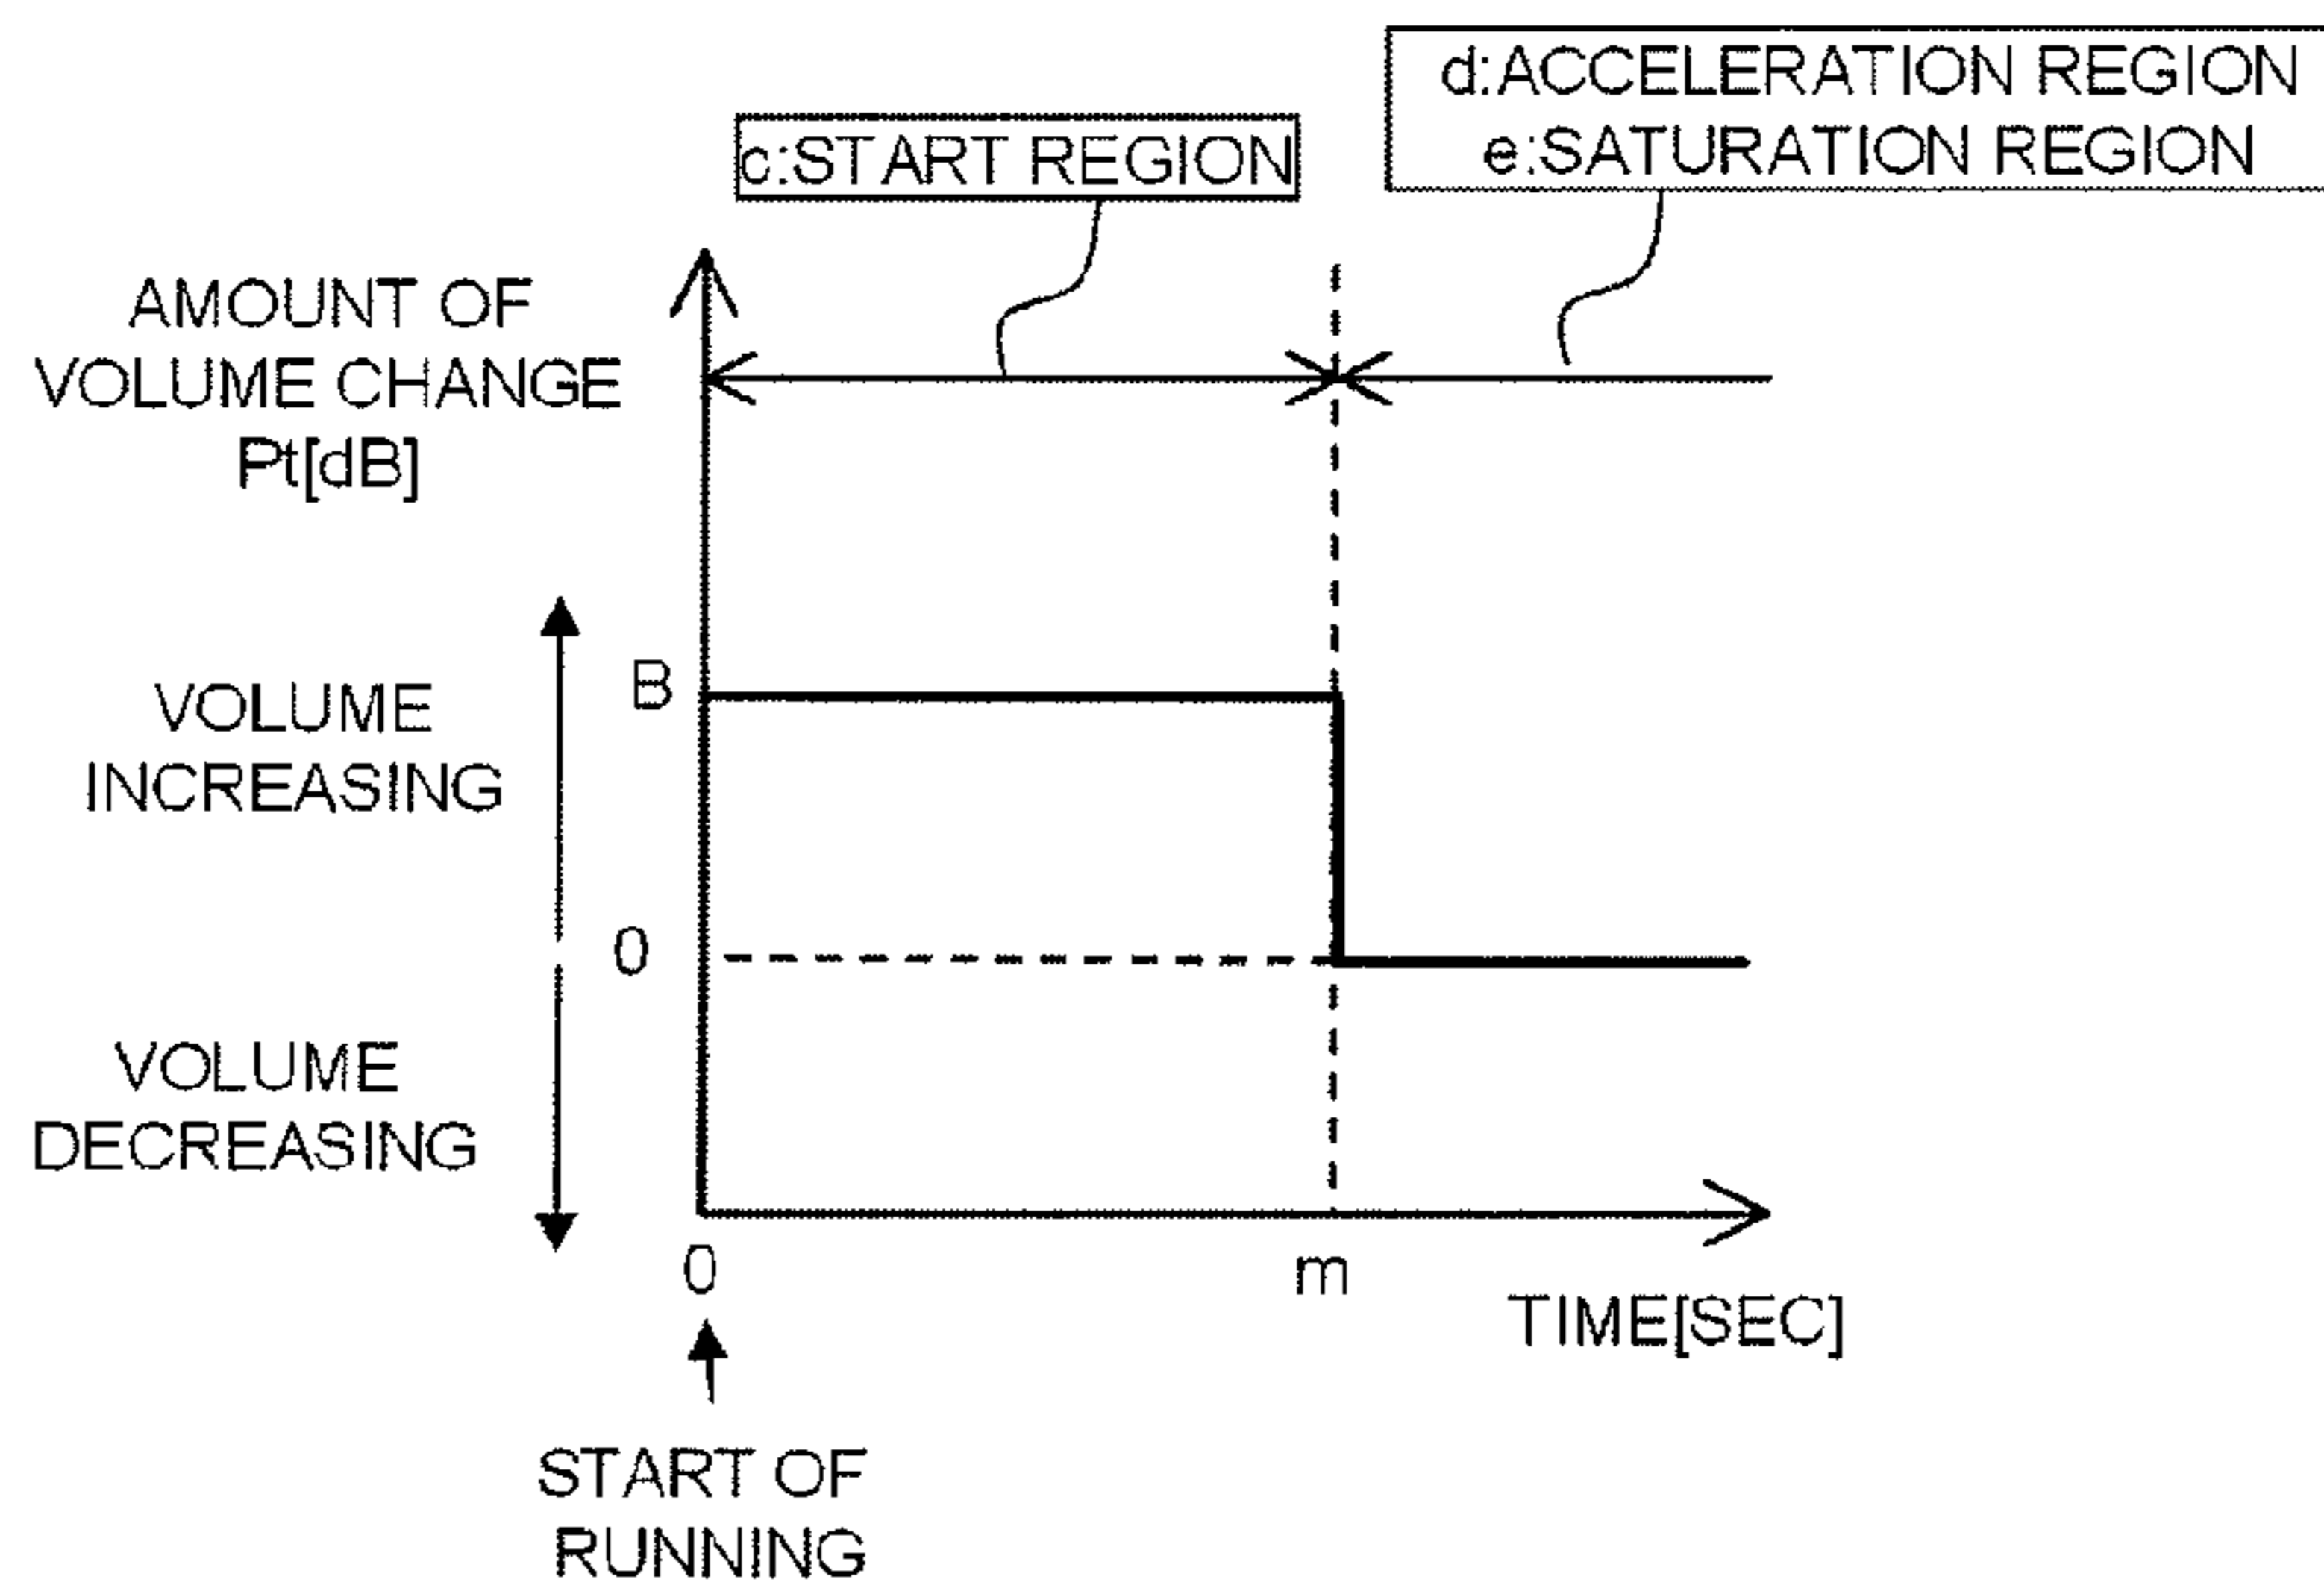 d:ACCELERATION REGION
e:SATURATION REGION
c:START REGION
AMOUNT OF
VOLUME CHANGE
Pt[dB]
B
VOLUME
INCREASING
0
VOLUME
DECREASING
0
m
TIME[SEC]
START OF
RUNNING